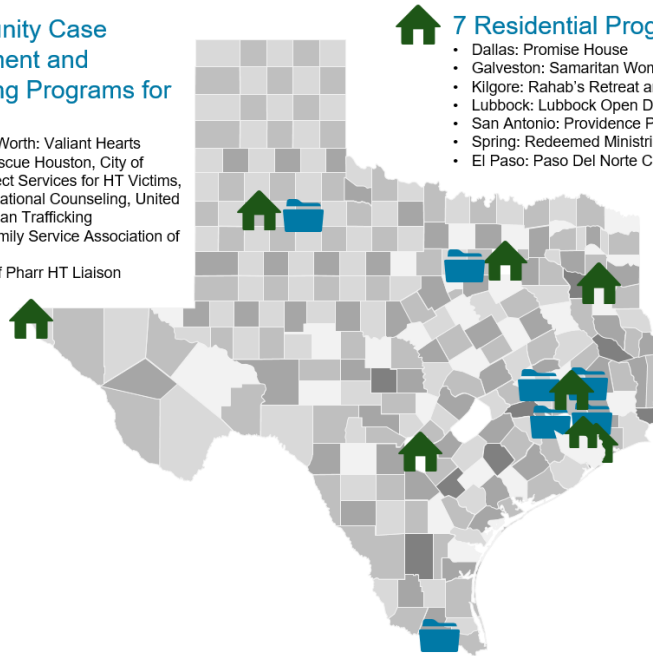 nity Case
ment and
ng Programs for
Worth: Valiant Hearts
scue Houston, City of
ect Services for HT Victims,
ational Counseling, United
an Trafficking
mily Service Association of
f Pharr HT Liaison
7 Residential Prog
• Dallas: Promise House
• Galveston: Samaritan Wom
• Kilgore: Rahab's Retreat a
• Lubbock: Lubbock Open D
• San Antonio: Providence P
• Spring: Redeemed Ministri
• El Paso: Paso Del Norte C